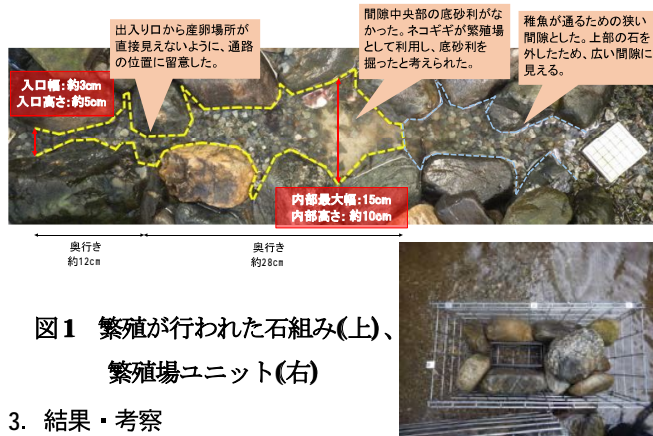 出入り口から産卵場所が
直接見えないように、通路
の位置に留意した。
間隙中央部の底砂利がな
かった。ネコギギが繁殖場
として利用し、底砂利を
掘ったと考えられた。
稚魚が通るための狭い
間隙とした。上部の石を
外したため、広い間隙に
見える。
入口幅:約3cm
入口高さ:約5cm
内部最大幅:15cm
内部高さ:約10cm
奥行き
約12cm
奥行き
約28cm
図1 繁殖が行われた石組み(上)、
繁殖場ユニット(右)
3. 結果・考察